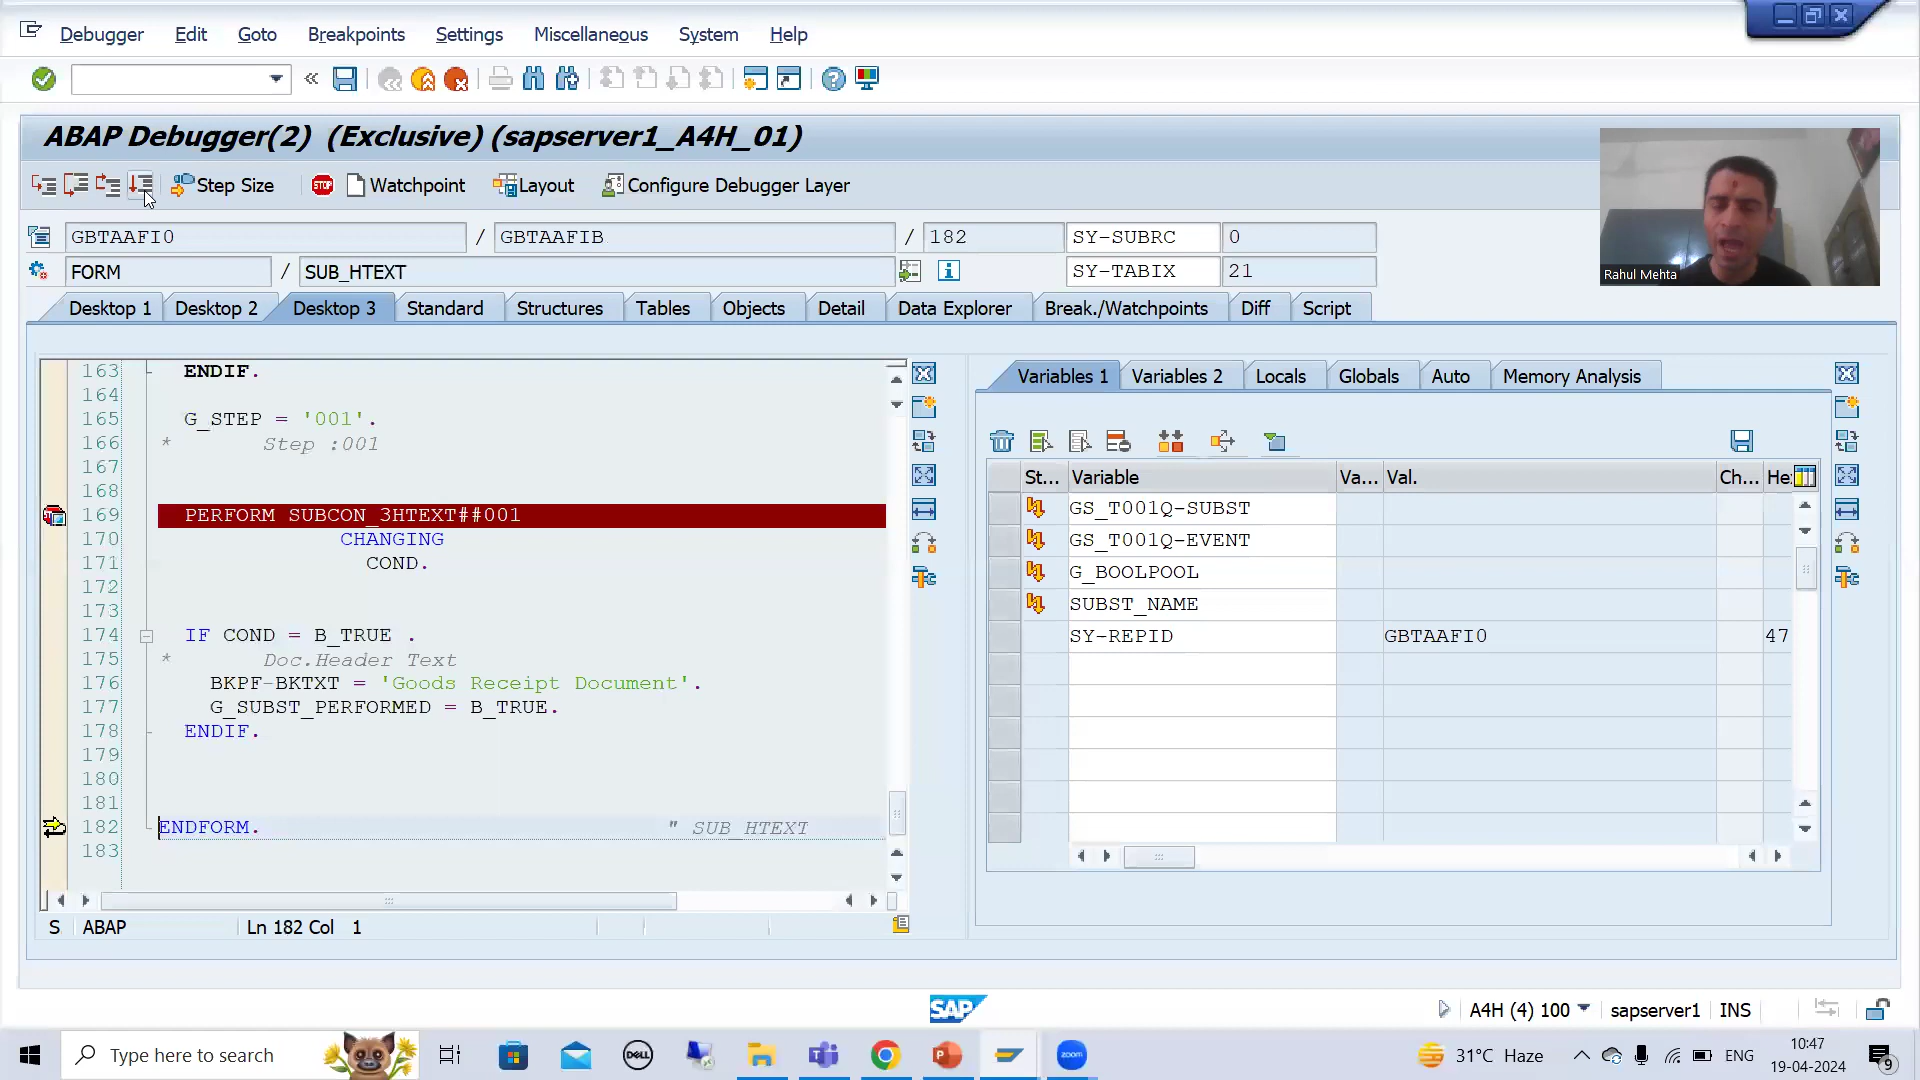 Debugger Edit Goto Breakpoints Settings Miscellaneous System Help
ABAP Debugger(2) (Exclusive) (sapserver1_A4H_01)
Step Size STOP Watchpoint Layout Configure Debugger Layer
GBTAAFI0 / GBTAAFIB / 182 SY-SUBRC 0
FORM / SUB_HTEXT SY-TABIX 21
Rahul Mehta
Desktop 1 Desktop 2 Desktop 3 Standard Structures Tables Objects Detail Data Explorer Break./Watchpoints Diff Script
163 ENDIF.
164
165 G_STEP = '001'.
166 * Step :001
167
168
169 PERFORM SUBCON_3HTEXT##001
170 CHANGING
171 COND.
172
173
174 IF COND = B_TRUE .
175 * Doc.Header Text
176 BKPF-BKTXT = 'Goods Receipt Document'.
177 G_SUBST_PERFORMED = B_TRUE.
178 ENDIF.
179
180
181
182 ENDFORM. " SUB_HTEXT
183
S ABAP Ln 182 Col 1
Variables 1 Variables 2 Locals Globals Auto Memory Analysis
St... Variable Va... Val. Ch... He
GS_T001Q-SUBST
GS_T001Q-EVENT
G_BOOLPOOL
SUBST_NAME
SY-REPID GBTAAFI0 47
SAP
A4H (4) 100 sapserver1 INS
Type here to search
DELL
zoom
31°C Haze
ENG
10:47
19-04-2024
9